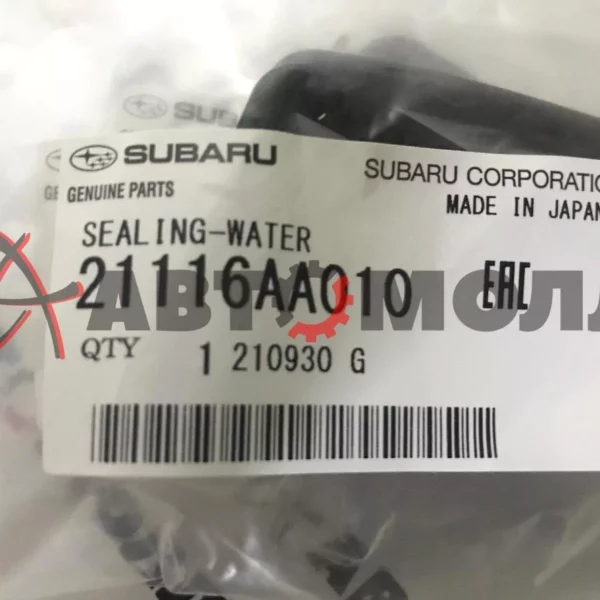 SUBARU
GENUINE PARTS
SUBARU CORPORATIO
MADE IN JAPAN
SEALING-WATER
21116AA010
EAC
АВТОМОЛЛ
QTY 1 210930 G